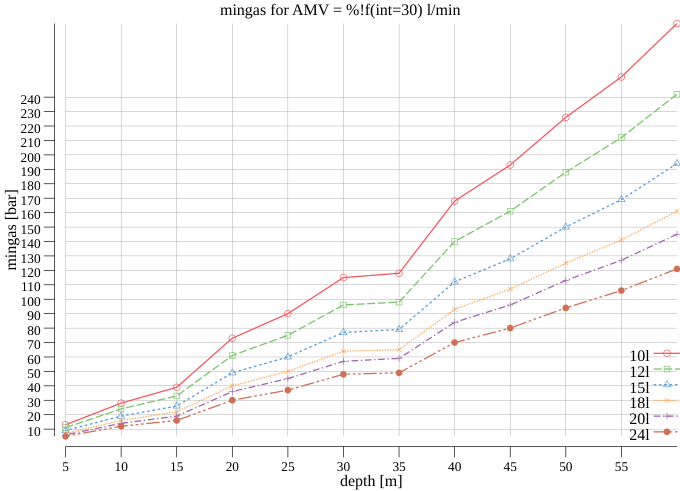 mingas for AMV = %!f(int=30) l/min
240
230
220
210
200
190
180
170
160
150
140
130
120
110
100
90
80
70
60
50
40
30
20
10
mingas [bar]
10l
12l
15l
18l
20l
24l
5 10 15 20 25 30 35 40 45 50 55
depth [m]